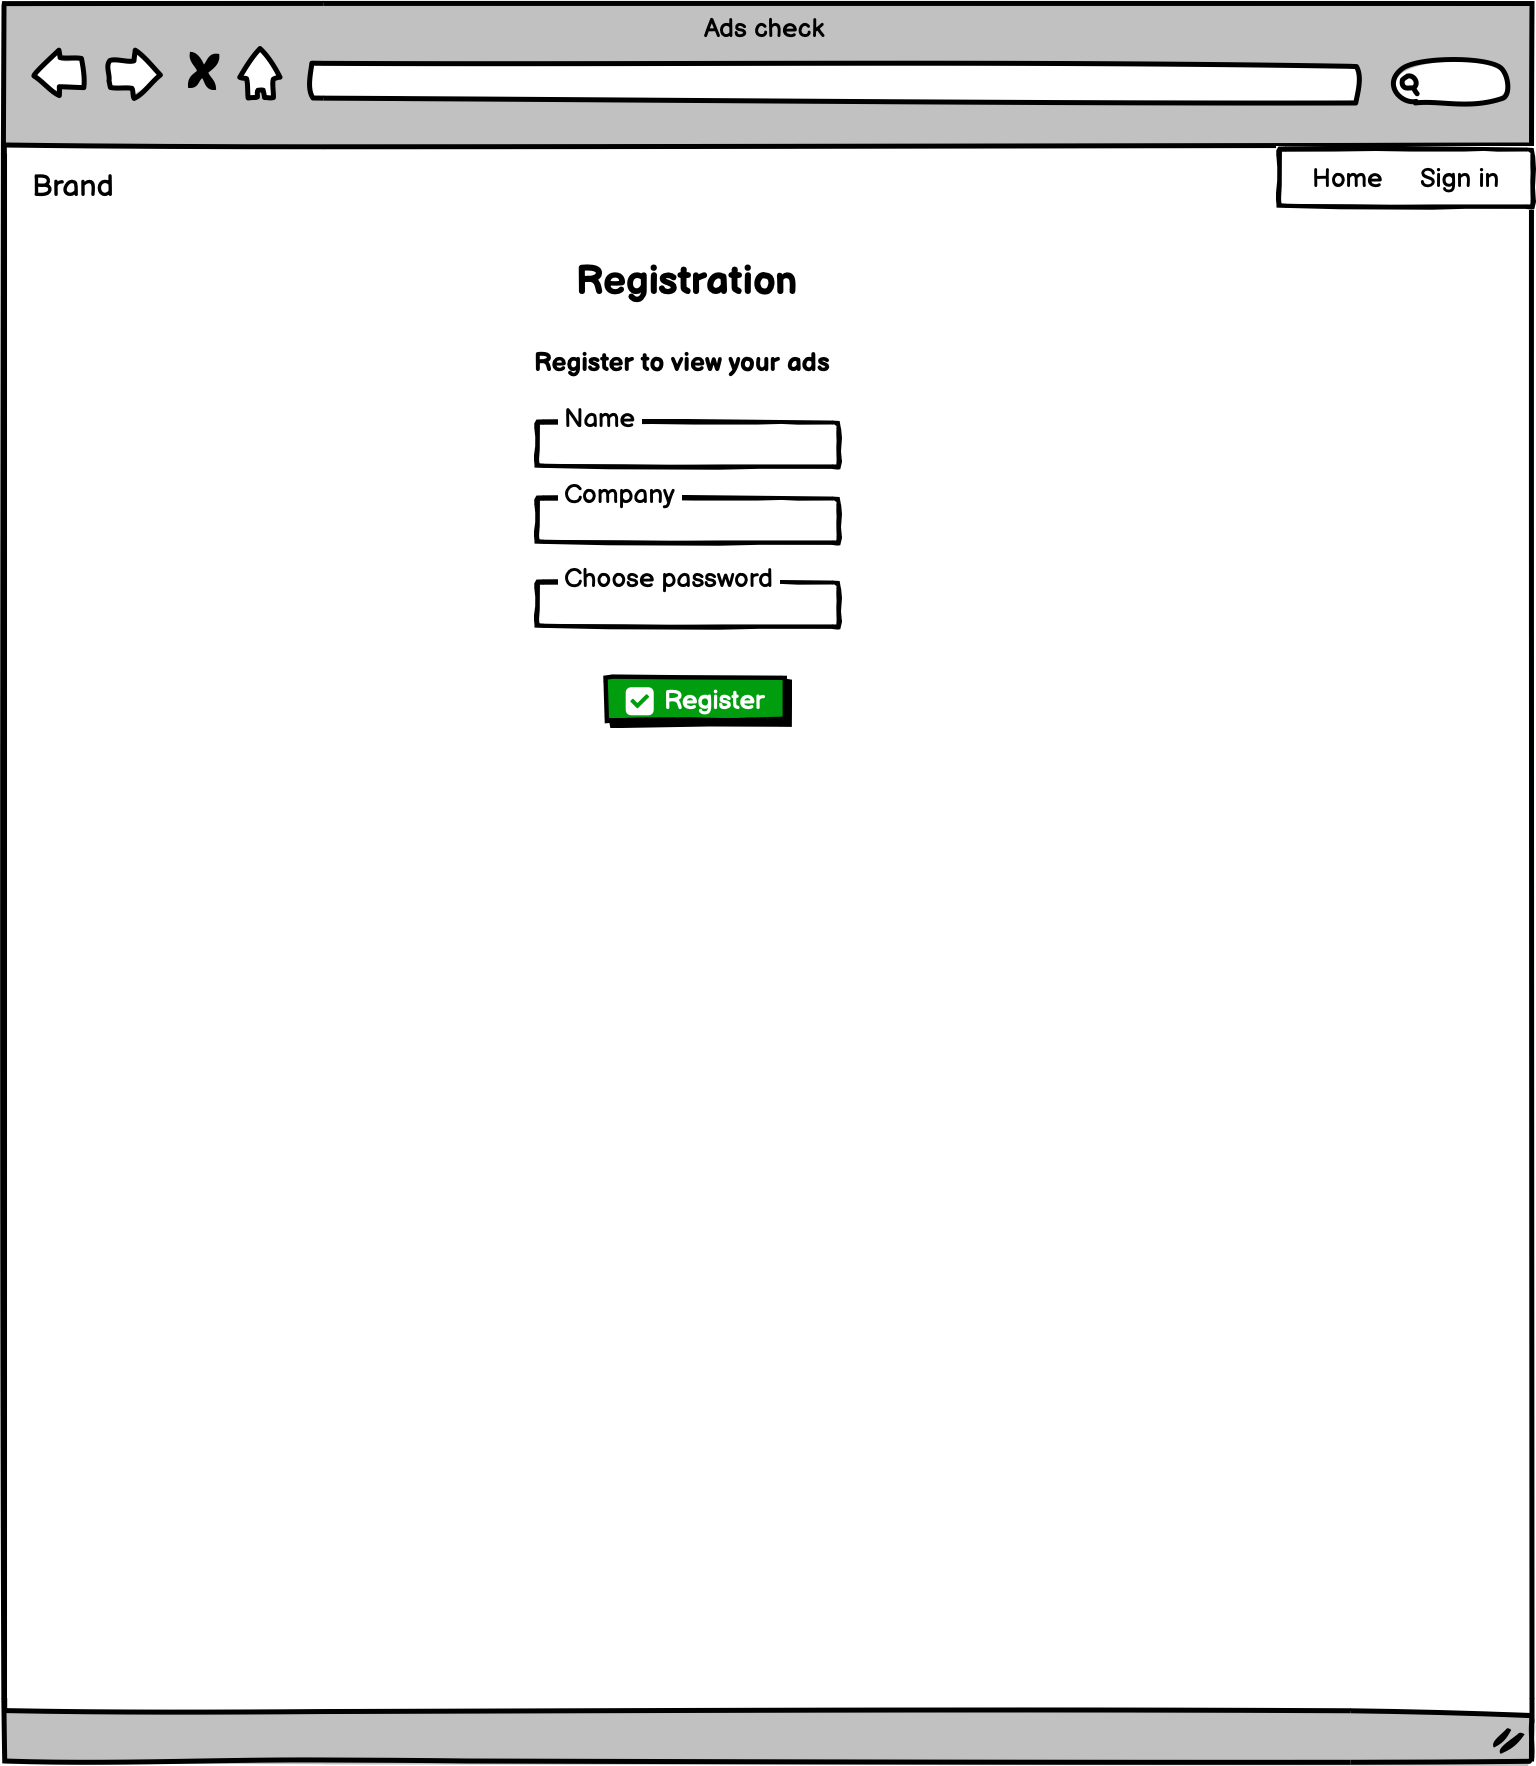 Ads check
Brand
Home Sign in
Registration
Register to view your ads
Name
Company
Choose password
Register